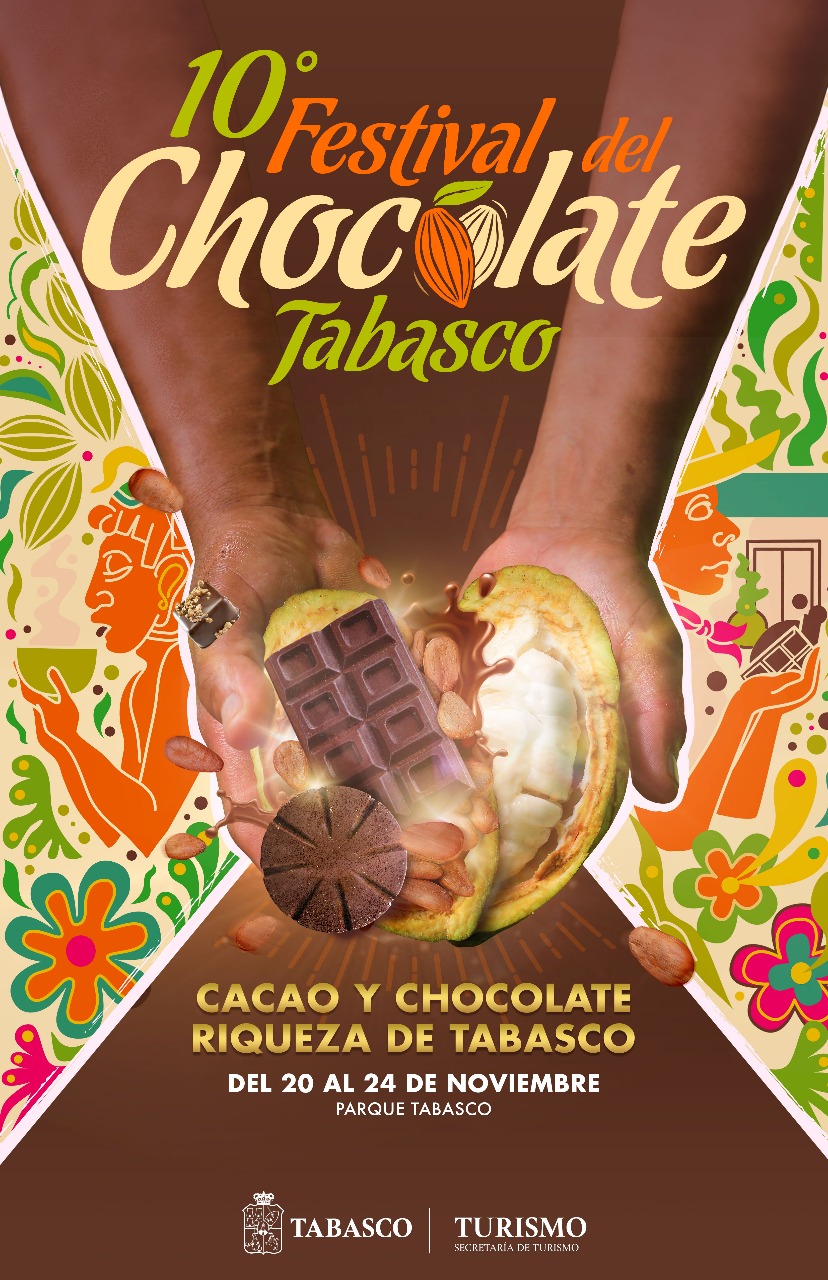 10° Festival del
Chocolate
Tabasco
CACAO Y CHOCOLATE
RIQUEZA DE TABASCO
DEL 20 AL 24 DE NOVIEMBRE
PARQUE TABASCO
TABASCO
TURISMO
SECRETARÍA DE TURISMO